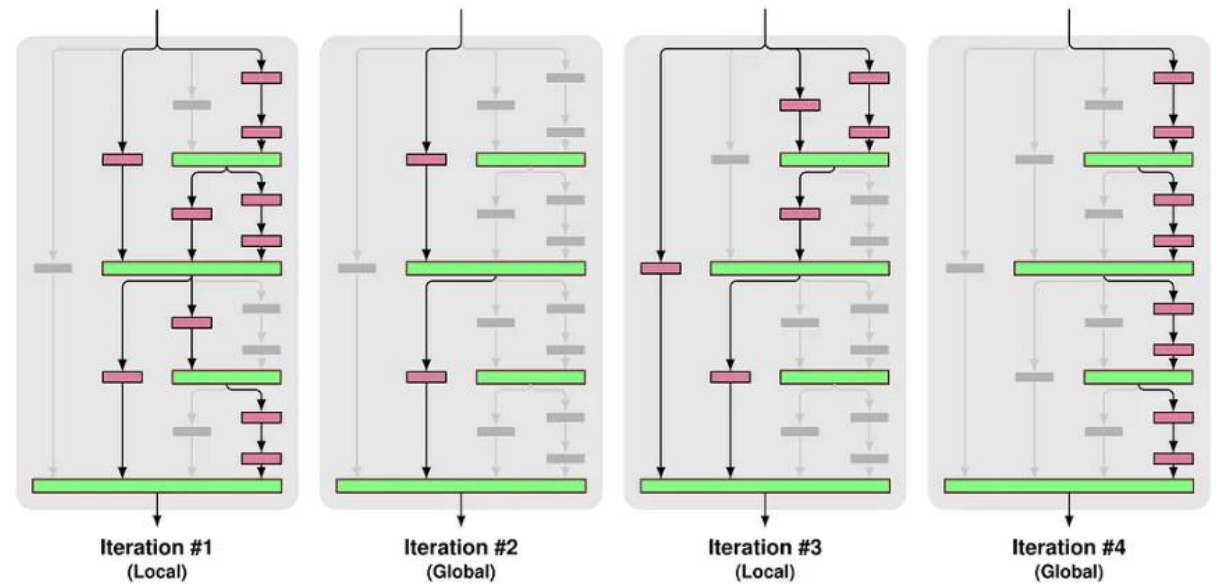 Iteration #1
(Local)
Iteration #2
(Global)
Iteration #3
(Local)
Iteration #4
(Global)